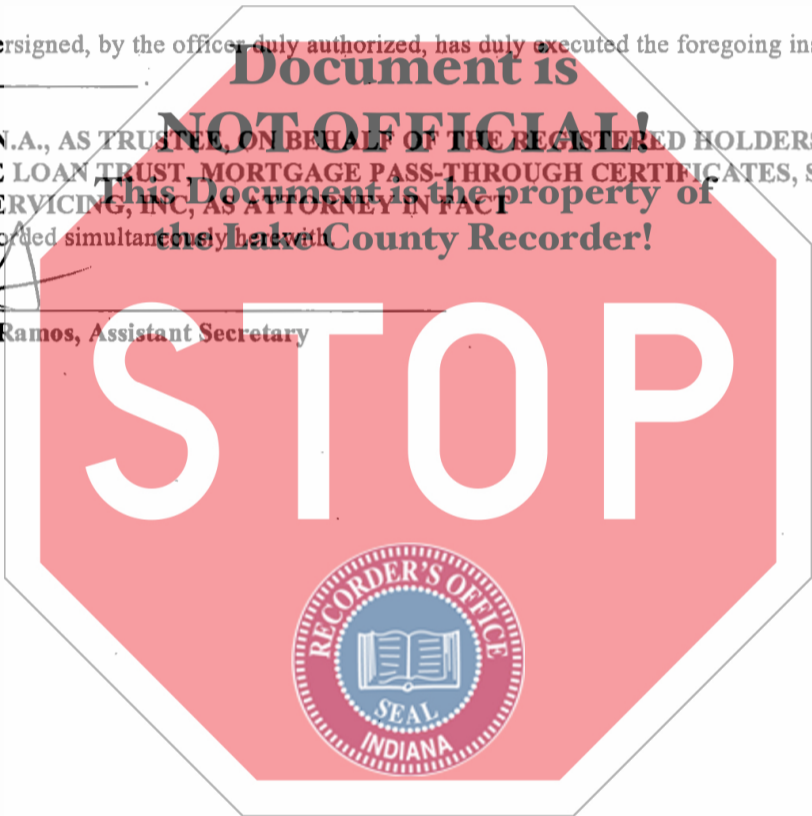 ersigned, by the officer duly authorized, has duly executed the foregoing ins
Document is
NOT OFFICIAL!
N.A., AS TRUSTEE, ON BEHALF OF THE REGISTERED HOLDERS
E LOAN TRUST, MORTGAGE PASS-THROUGH CERTIFICATES, S
This Document is the property of
ERVICING, INC, AS ATTORNEY IN FACT
orded simultaneously herewith.
the Lake County Recorder!
Ramos, Assistant Secretary
STOP
RECORDER'S OFFICE
SEAL
INDIANA